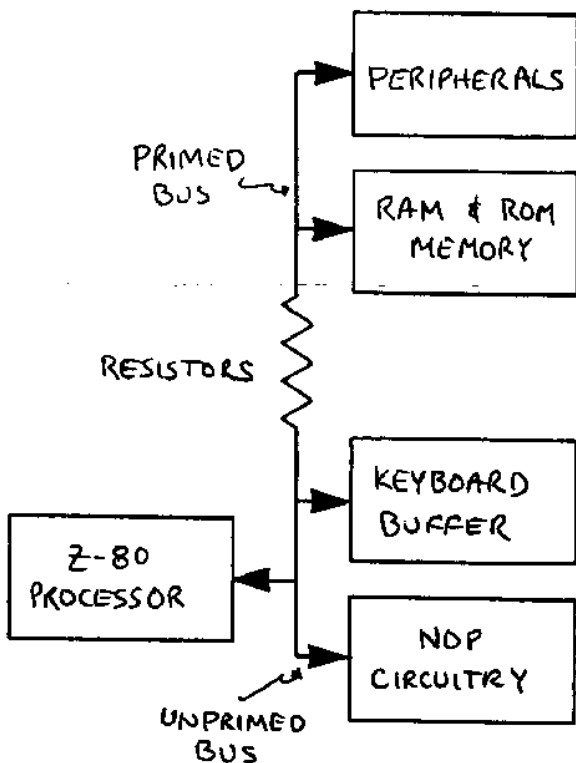 PERIPHERALS
PRIMED
BUS
RAM & ROM
MEMORY
RESISTORS
KEYBOARD
BUFFER
Z-80
PROCESSOR
NOP
CIRCUITRY
UNPRIMED
BUS